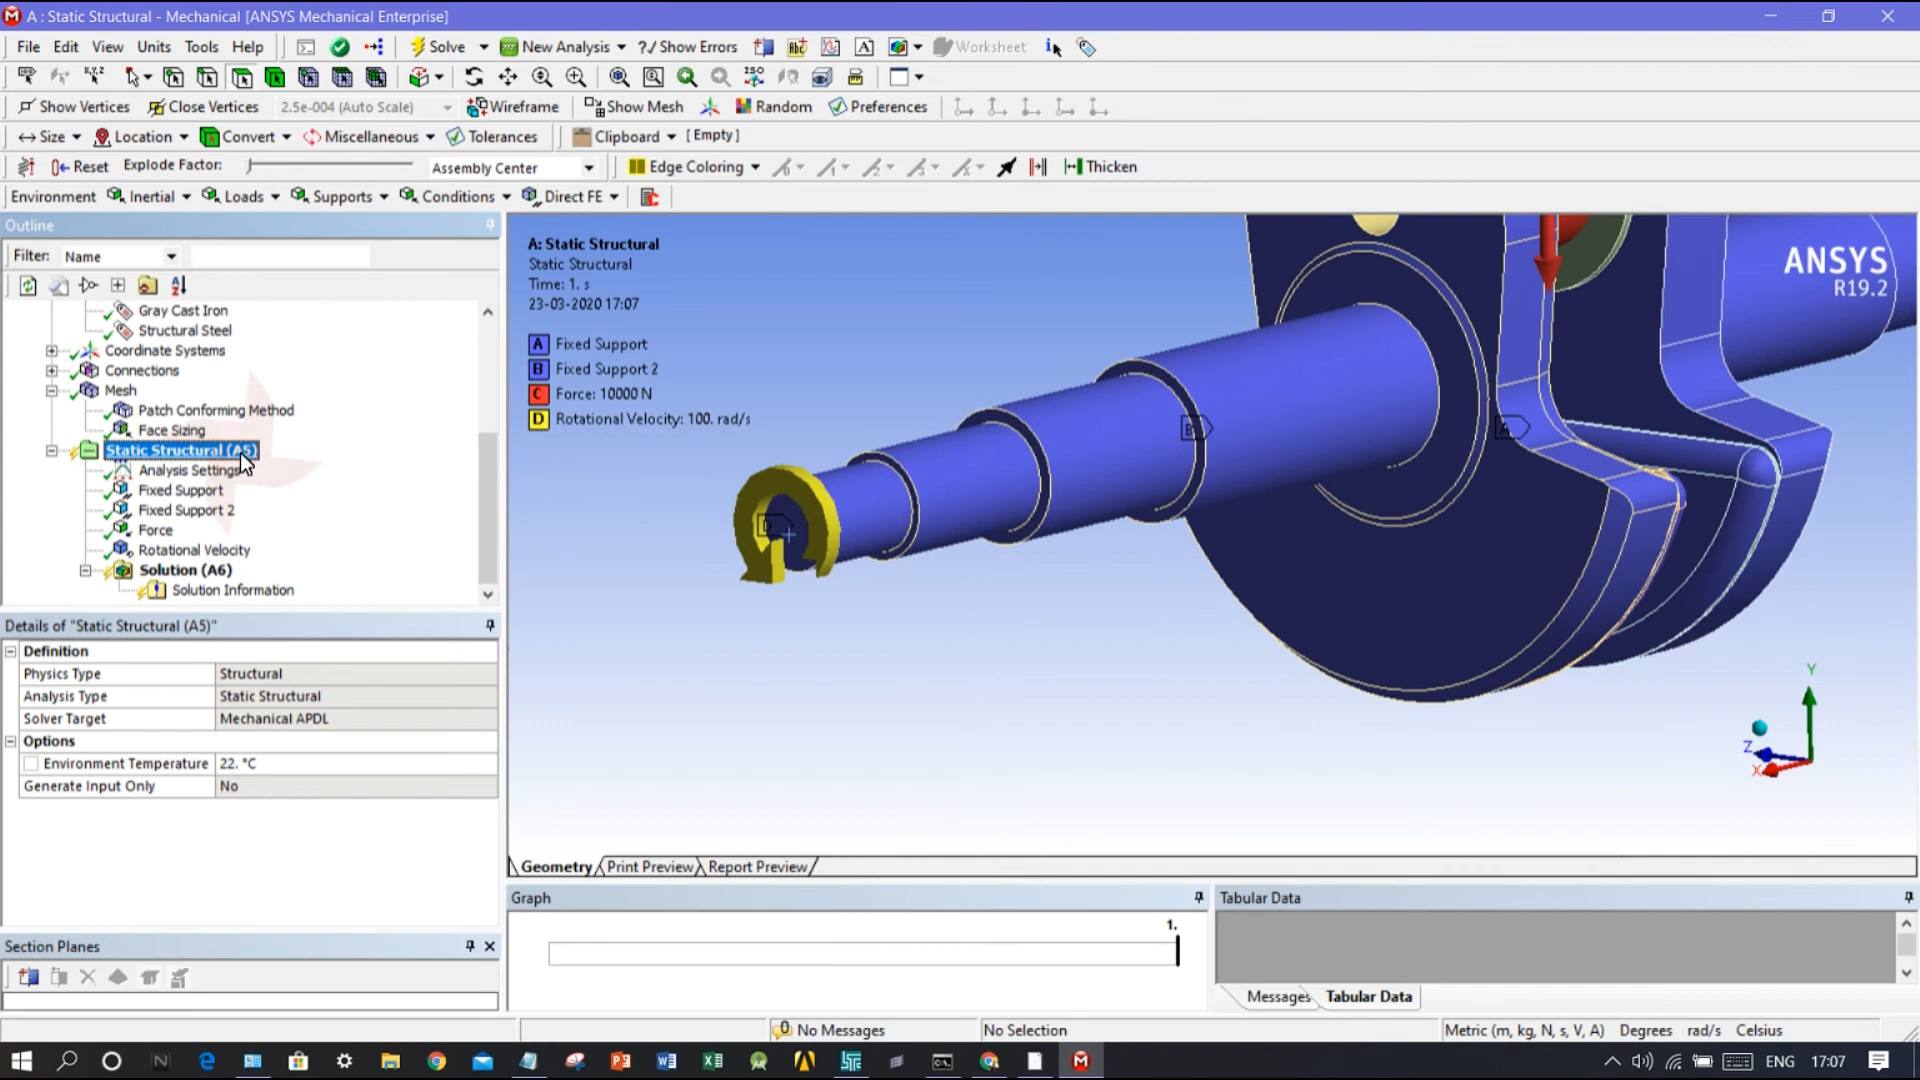 A : Static Structural - Mechanical [ANSYS Mechanical Enterprise]
File Edit View Units Tools Help Solve New Analysis ?/ Show Errors Worksheet
Show Vertices Close Vertices 2.5e-004 (Auto Scale) Wireframe Show Mesh Random Preferences
Size Location Convert Miscellaneous Tolerances Clipboard [ Empty ]
Reset Explode Factor: Assembly Center Edge Coloring Thicken
Environment Inertial Loads Supports Conditions Direct FE
Outline
Filter: Name
Gray Cast Iron
Structural Steel
Coordinate Systems
Connections
Mesh
Patch Conforming Method
Face Sizing
Static Structural (A5)
Analysis Settings
Fixed Support
Fixed Support 2
Force
Rotational Velocity
Solution (A6)
Solution Information
Details of "Static Structural (A5)"
Definition
Physics Type Structural
Analysis Type Static Structural
Solver Target Mechanical APDL
Options
Environment Temperature 22. °C
Generate Input Only No
Section Planes
A: Static Structural
Static Structural
Time: 1. s
23-03-2020 17:07
A Fixed Support
B Fixed Support 2
C Force: 10000 N
D Rotational Velocity: 100. rad/s
ANSYS
R19.2
B
A
D
Y
Z
X
Geometry Print Preview Report Preview
Graph
1.
Tabular Data
Messages Tabular Data
No Messages No Selection Metric (m, kg, N, s, V, A) Degrees rad/s Celsius
ENG 17:07